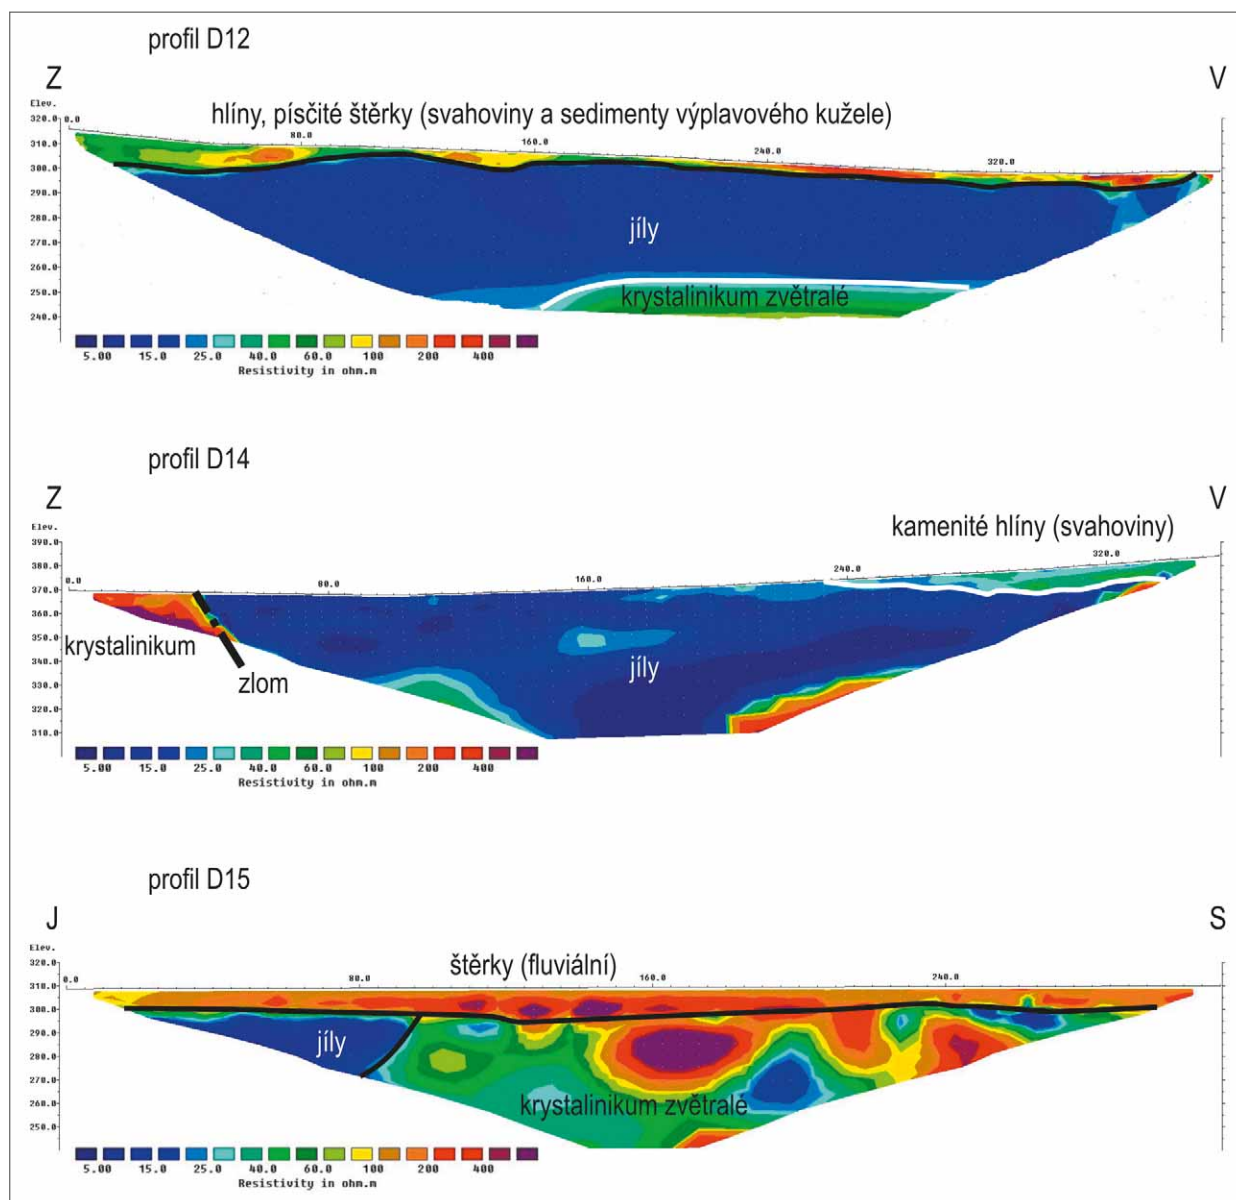 profil D12
Z V
Elev.
hlíny, písčité štěrky (svahoviny a sedimenty výplavového kužele)
320.0 0.0 80.0 160.0 240.0 320.0
310.0
300.0
290.0
280.0
jíly
270.0
260.0
250.0
krystalinikum zvětralé
240.0
5.00 15.0 25.0 40.0 60.0 100 200 400
Resistivity in ohm.m
profil D14
Z V
Elev.
kamenité hlíny (svahoviny)
390.0
380.0
0.0 80.0 160.0 240.0 320.0
370.0
360.0
350.0
krystalinikum
340.0
jíly
zlom
330.0
320.0
310.0
5.00 15.0 25.0 40.0 60.0 100 200 400
Resistivity in ohm.m
profil D15
J S
Elev.
štěrky (fluviální)
320.0
0.0 80.0 160.0 240.0
310.0
300.0
290.0
jíly
280.0
270.0
260.0
krystalinikum zvětralé
250.0
5.00 15.0 25.0 40.0 60.0 100 200 400
Resistivity in ohm.m